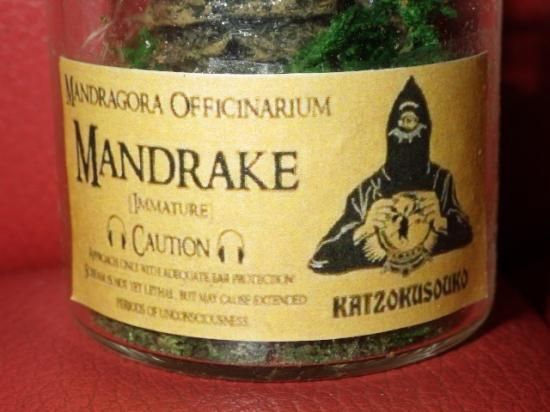 Mandragora Officinarium
Mandrake
[Immature]
Caution
Approach only with adequate ear protection!
Scream is not yet lethal, but may cause extended
periods of unconsciousness.
KATZOKUSOUKO